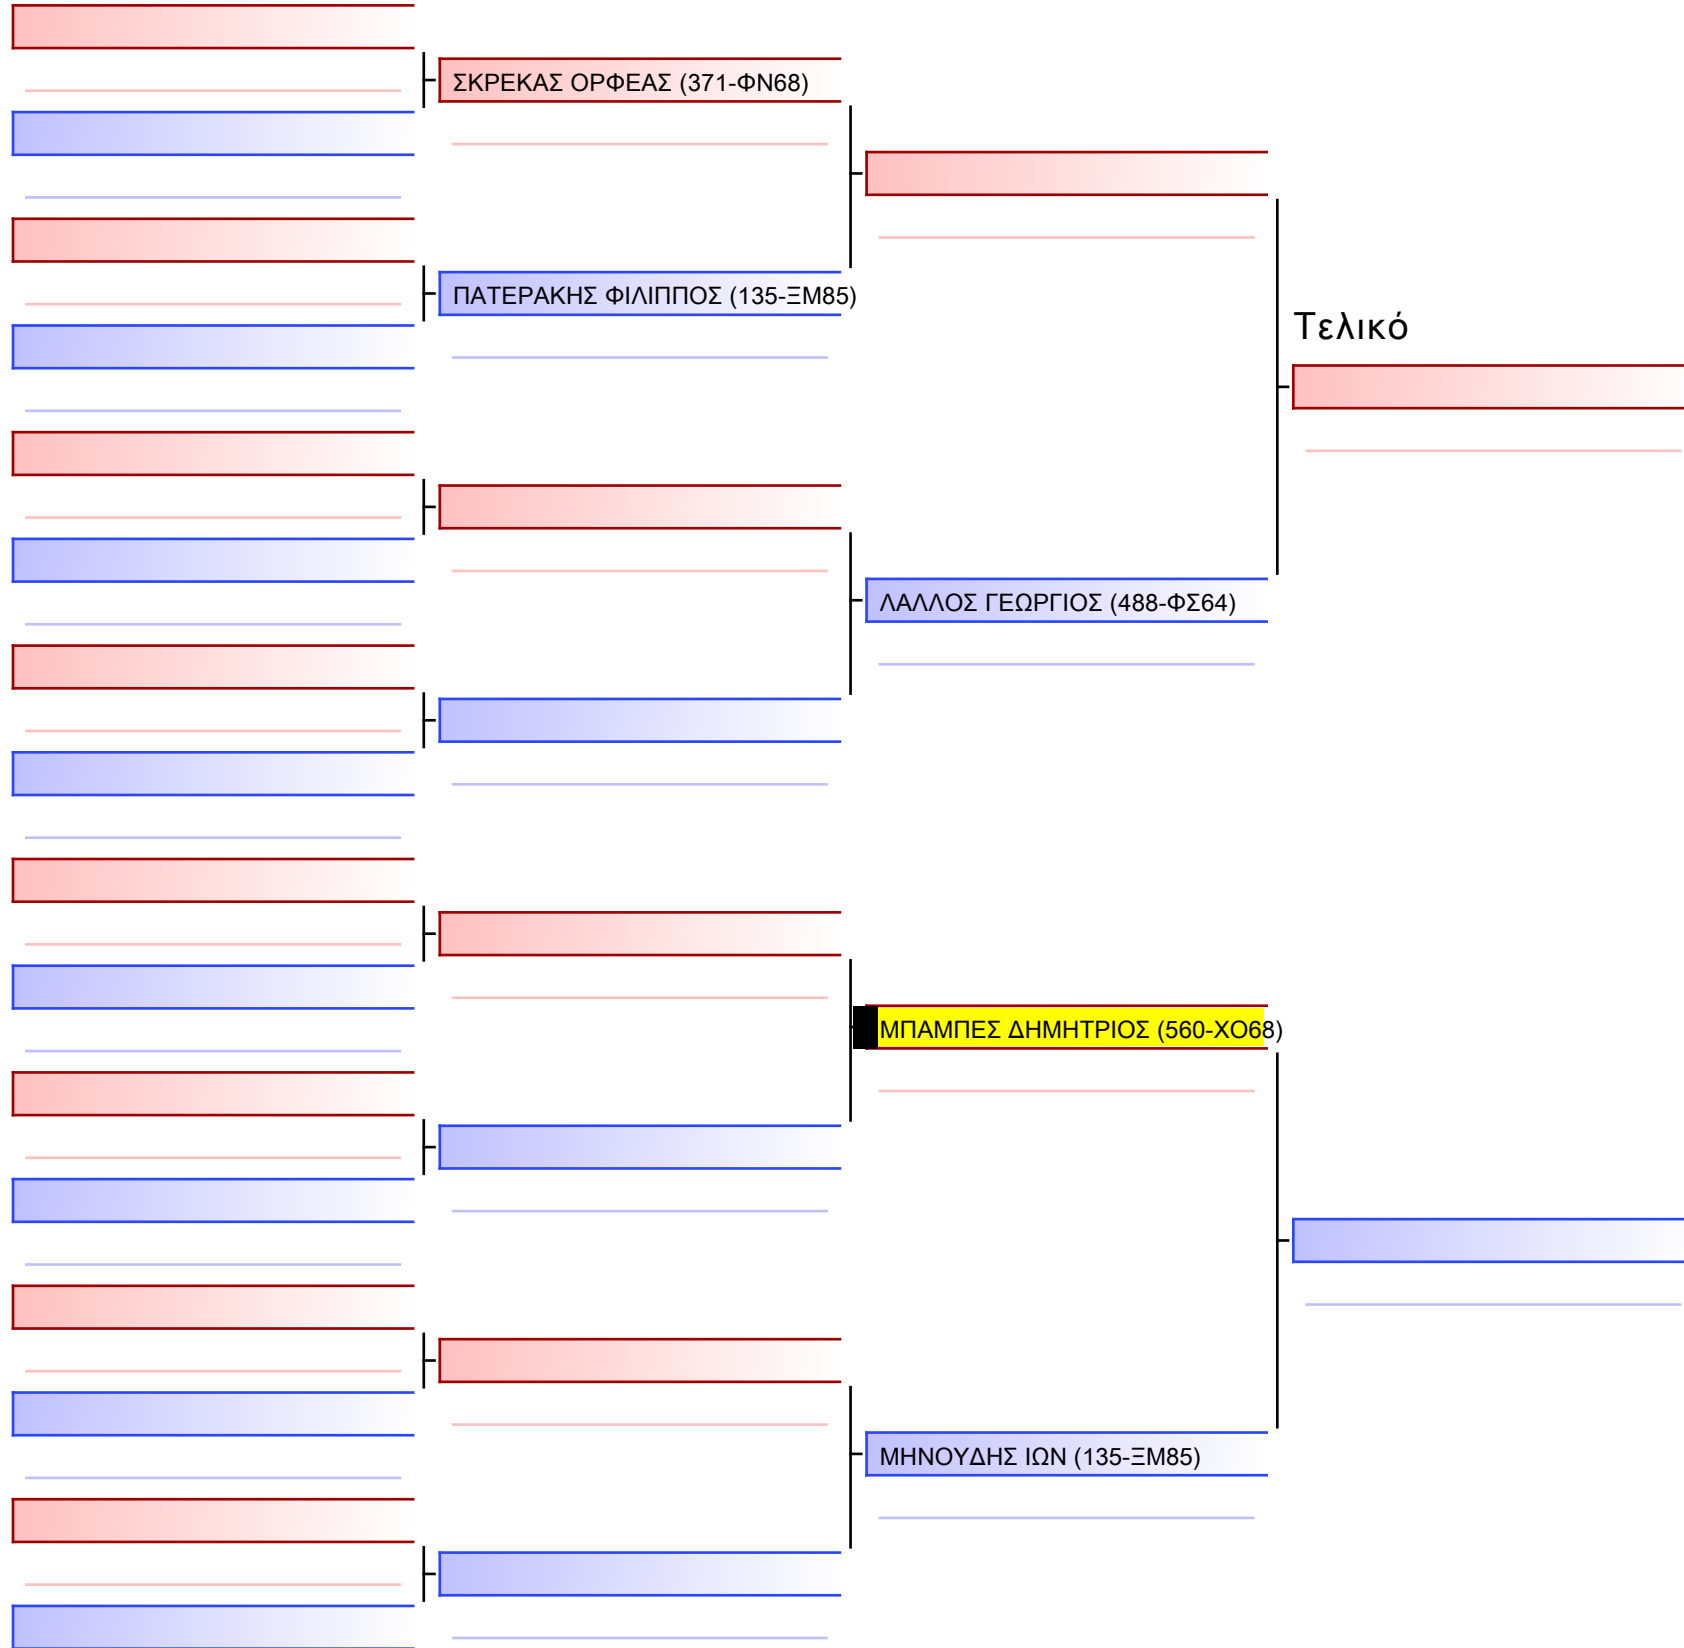 ΣΚΡΕΚΑΣ ΟΡΦΕΑΣ (371-ΦΝ68)
ΠΑΤΕΡΑΚΗΣ ΦΙΛΙΠΠΟΣ (135-ΞΜ85)
Τελικό
ΛΑΛΛΟΣ ΓΕΩΡΓΙΟΣ (488-ΦΣ64)
ΜΠΑΜΠΕΣ ΔΗΜΗΤΡΙΟΣ (560-ΧΟ68)
ΜΗΝΟΥΔΗΣ ΙΩΝ (135-ΞΜ85)